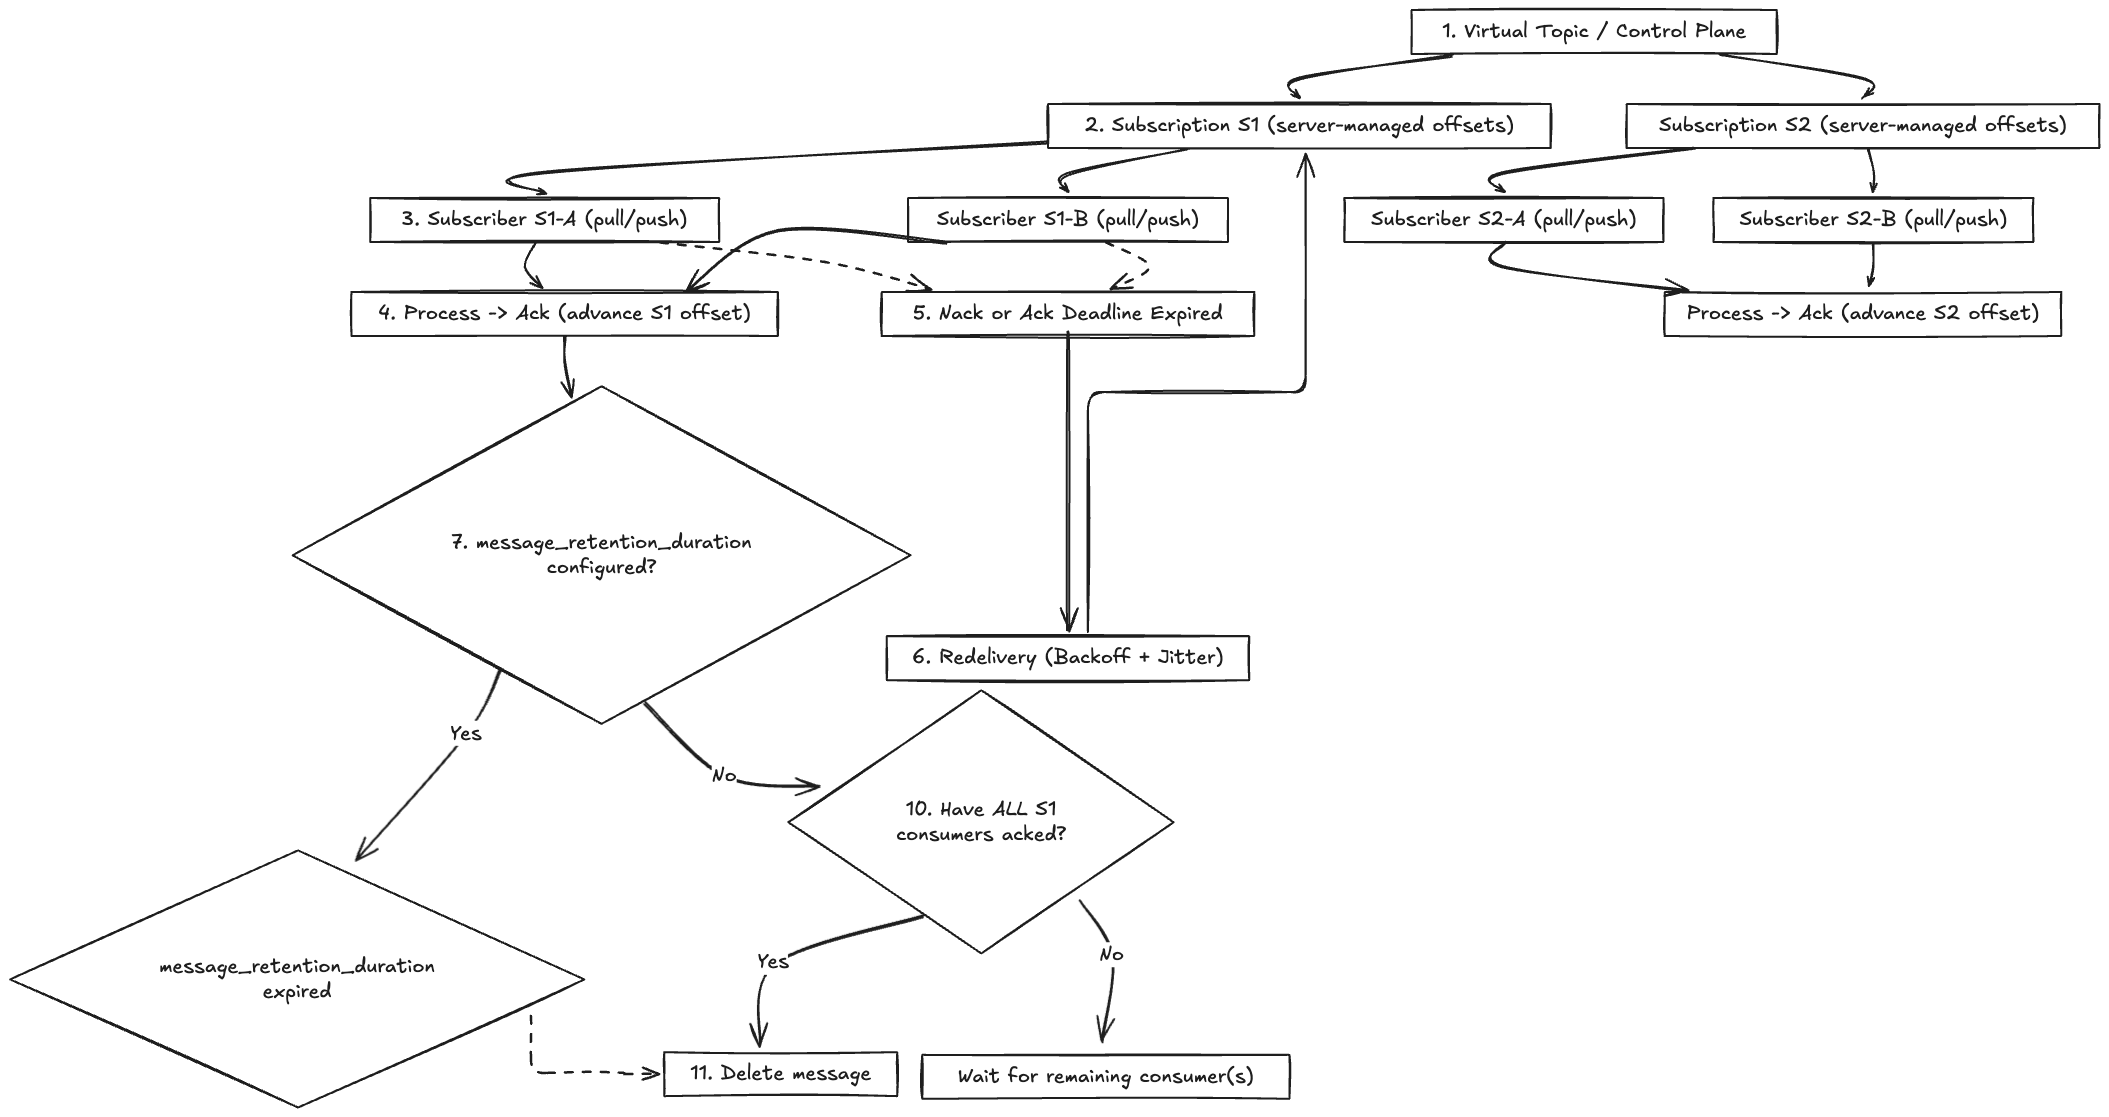 1. Virtual Topic / Control Plane
2. Subscription S1 (server-managed offsets)
Subscription S2 (server-managed offsets)
3. Subscriber S1-A (pull/push)
Subscriber S1-B (pull/push)
Subscriber S2-A (pull/push)
Subscriber S2-B (pull/push)
4. Process -> Ack (advance S1 offset)
5. Nack or Ack Deadline Expired
Process -> Ack (advance S2 offset)
7. message_retention_duration
configured?
6. Redelivery (Backoff + Jitter)
Yes
No
10. Have ALL S1
consumers acked?
message_retention_duration
expired
Yes
No
11. Delete message
Wait for remaining consumer(s)